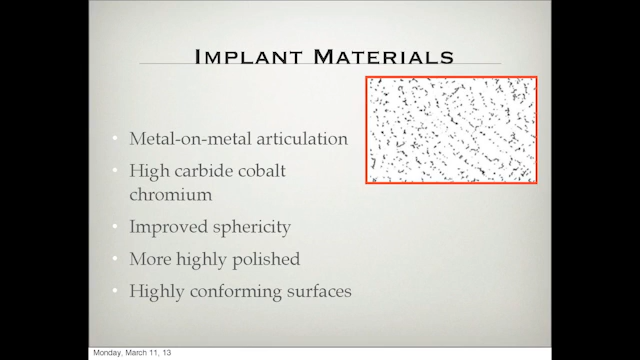 Implant Materials
• Metal-on-metal articulation
• High carbide cobalt
chromium
• Improved sphericity
• More highly polished
• Highly conforming surfaces
Monday, March 11, 13